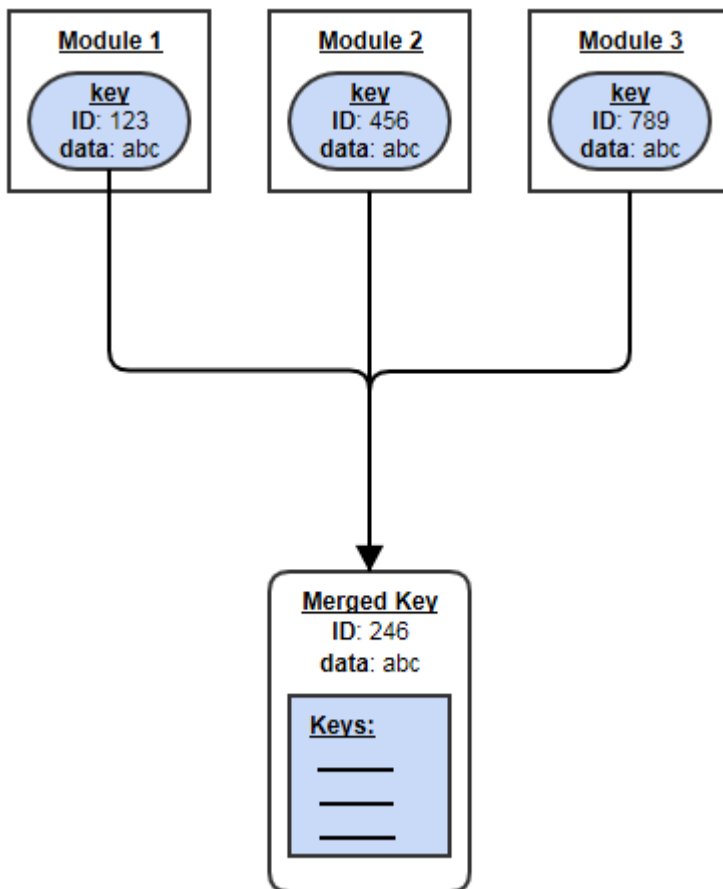 Module 1
key
ID: 123
data: abc
Module 2
key
ID: 456
data: abc
Module 3
key
ID: 789
data: abc
Merged Key
ID: 246
data: abc
Keys: